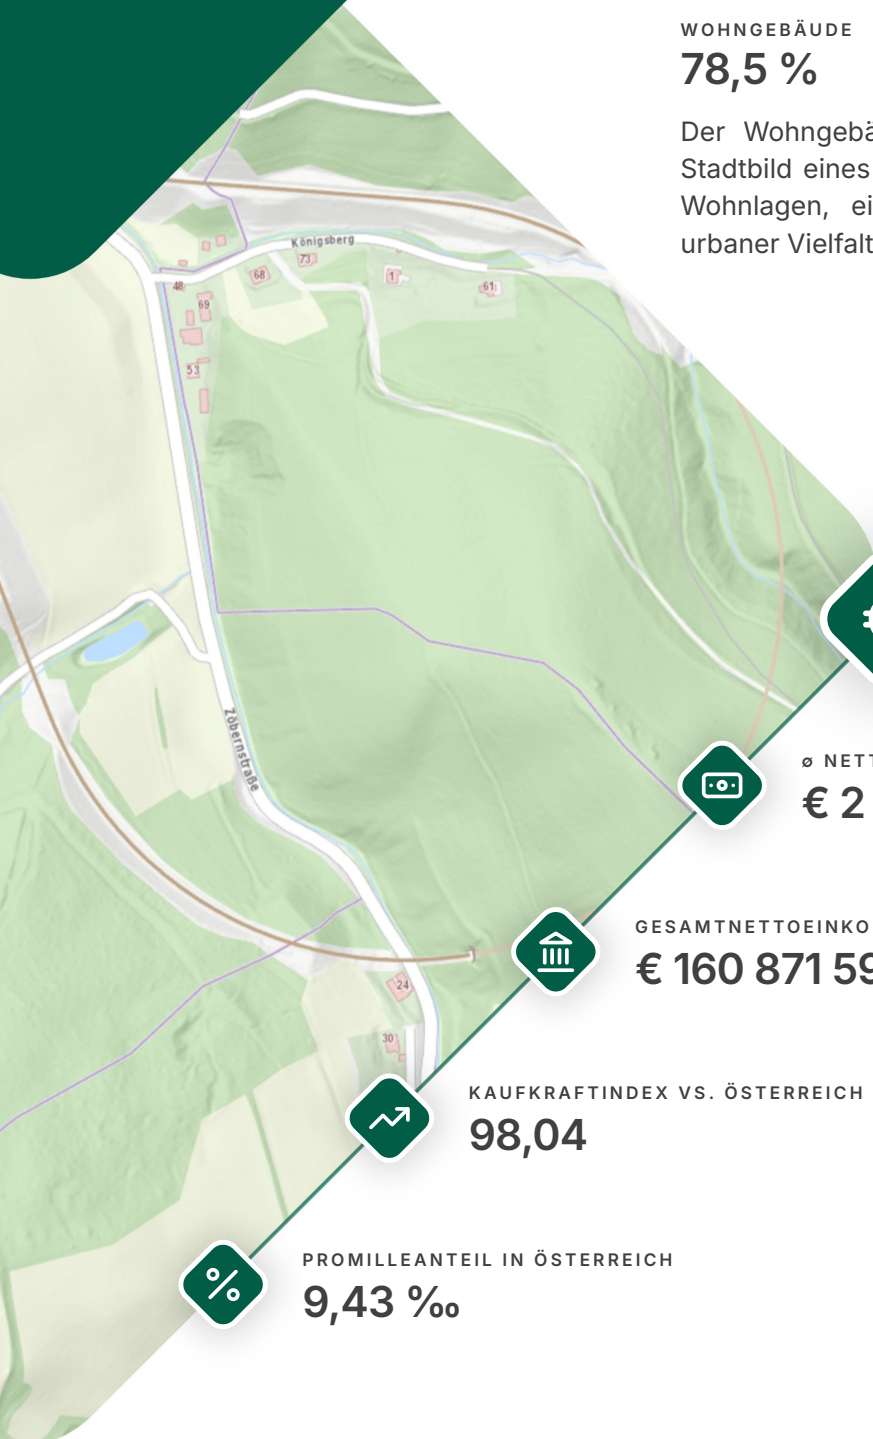 WOHNGEBÄUDE
78,5 %
Der Wohngebä
Stadtbild eines
Wohnlagen, ei
urbaner Vielfalt
Königsberg
73
68
1
61
48
69
53
Zöbernstraße
ø NETT
€ 2
GESAMTNETTOEINKO
€ 160 871 59
24
30
KAUFKRAFTINDEX VS. ÖSTERREICH
98,04
PROMILLEANTEIL IN ÖSTERREICH
9,43 ‰